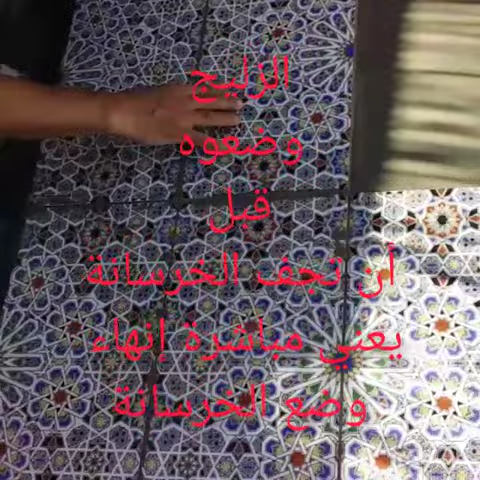 الزليج
وضعوه
قبل
أن تجف الخرسانة
يعني مباشرة إنهاء
وضع الخرسانة